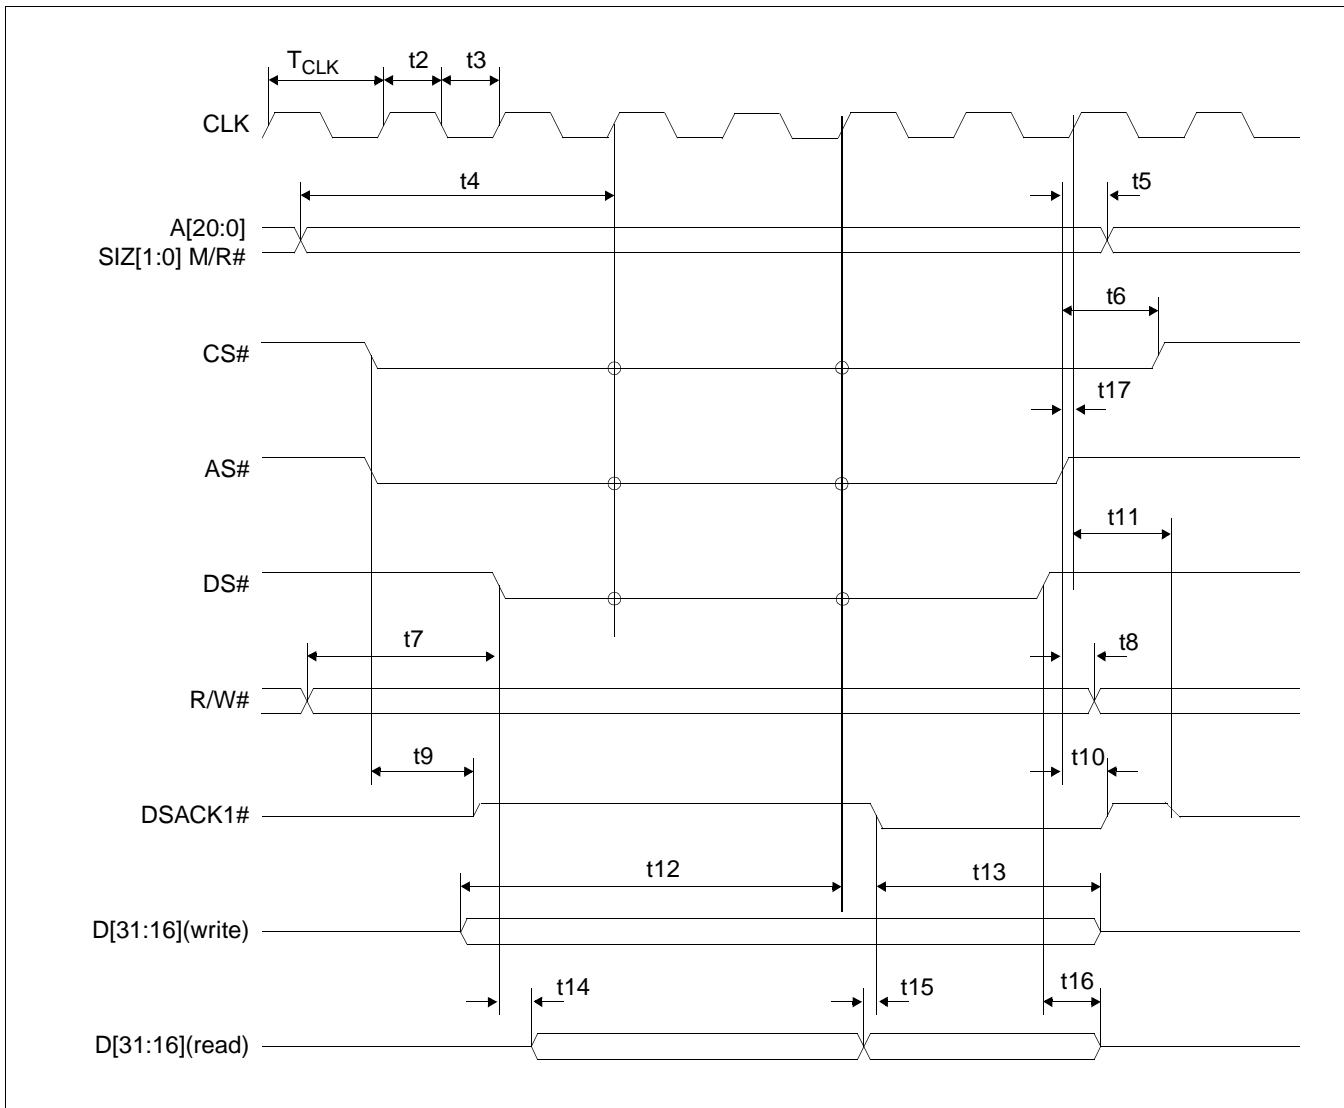 TCLK t2 t3
CLK
t4 t5
A[20:0]
SIZ[1:0] M/R#
t6
CS#
t17
AS#
t11
DS#
t7 t8
R/W#
t9 t10
DSACK1#
t12 t13
D[31:16](write)
t14 t15 t16
D[31:16](read)